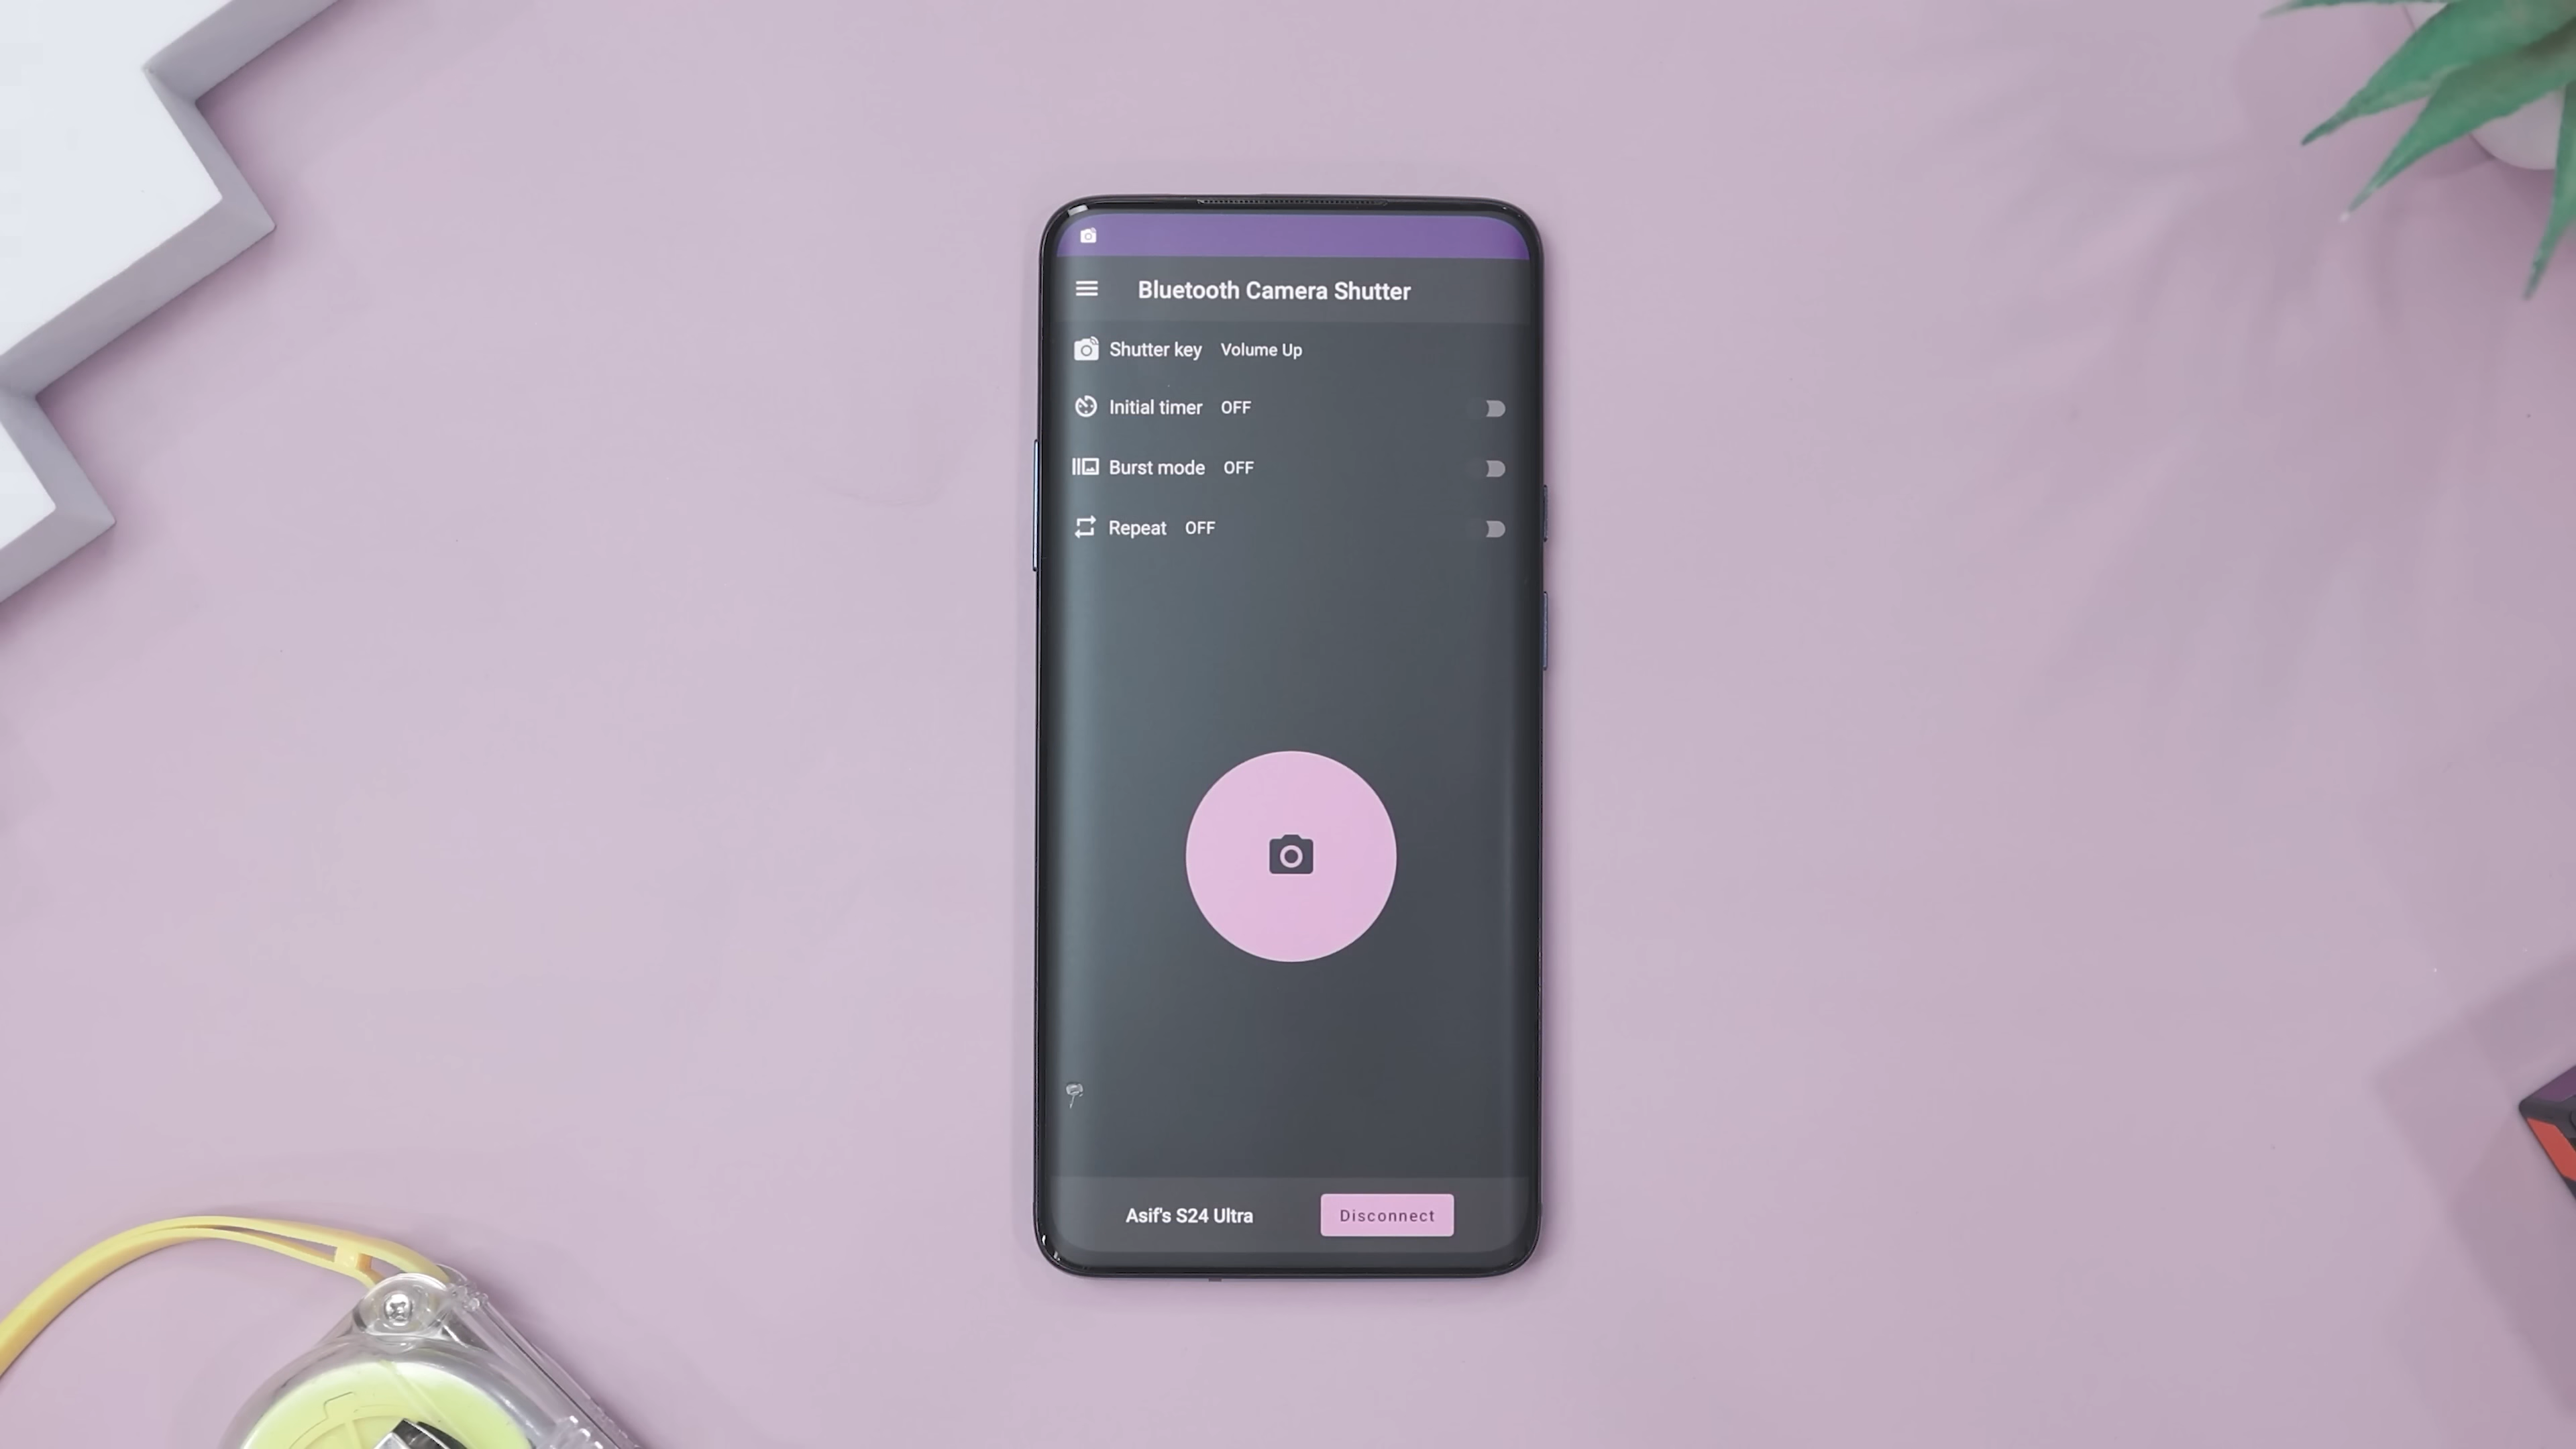 Bluetooth Camera Shutter
Shutter key Volume Up
Initial timer OFF
Burst mode OFF
Repeat OFF
Asif's S24 Ultra Disconnect